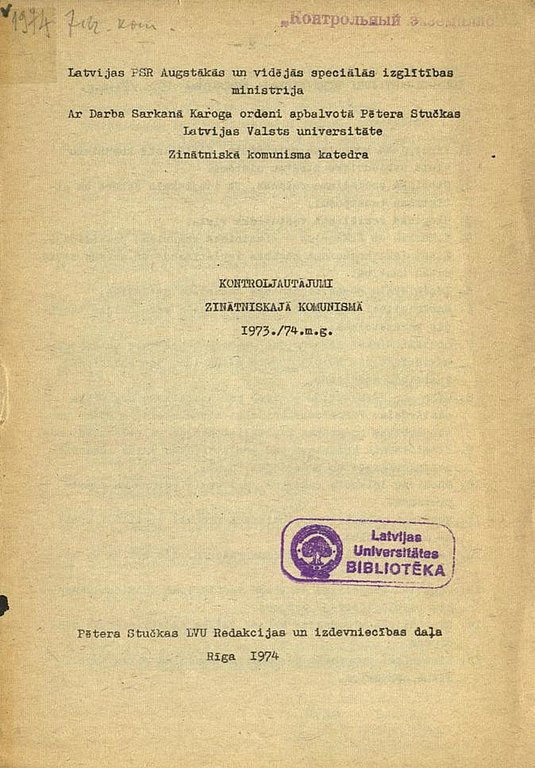 1974
„Контрольный экземпляр
Latvijas PSR Augstākās un vidējās speciālās izglītības
ministrija
Ar Darba Sarkanā Karoga ordeni apbalvotā Pētera Stučkas
Latvijas Valsts universitāte
Zinātniskā komunisma katedra
KONTROLJAUTĀJUMI
ZINĀTNISKAJĀ KOMUNISMĀ
1973./74.m.g.
Latvijas
Universitātes
BIBLIOTĒKA
Pētera Stučkas LVU Redakcijas un izdevniecības daļa
Rīga 1974